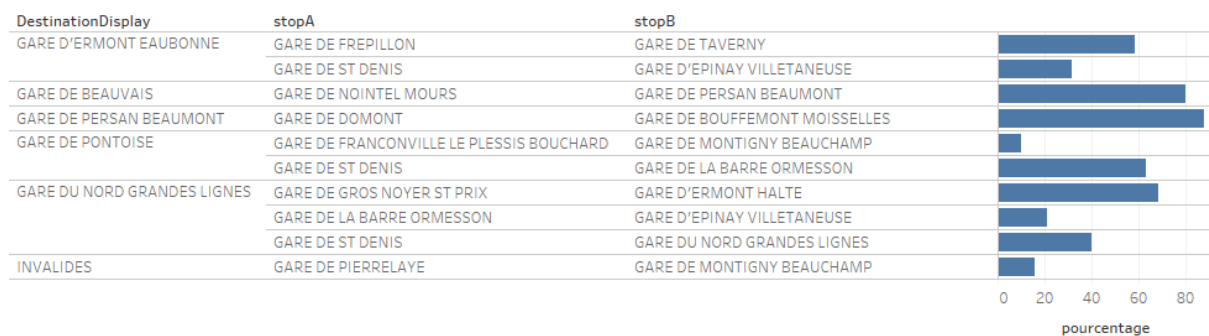 DestinationDisplay stopA stopB
GARE D'ERMONT EAUBONNE GARE DE FREPILLON GARE DE TAVERNY
GARE DE ST DENIS GARE D'EPINAY VILLETANEUSE
GARE DE BEAUVAIS GARE DE NOINTEL MOURS GARE DE PERSAN BEAUMONT
GARE DE PERSAN BEAUMONT GARE DE DOMONT GARE DE BOUFFEMONT MOISSELLES
GARE DE PONTOISE GARE DE FRANCONVILLE LE PLESSIS BOUCHARD GARE DE MONTIGNY BEAUCHAMP
GARE DE ST DENIS GARE DE LA BARRE ORMESSON
GARE DU NORD GRANDES LIGNES GARE DE GROS NOYER ST PRIX GARE D'ERMONT HALTE
GARE DE LA BARRE ORMESSON GARE D'EPINAY VILLETANEUSE
GARE DE ST DENIS GARE DU NORD GRANDES LIGNES
INVALIDES GARE DE PIERRELAYE GARE DE MONTIGNY BEAUCHAMP
0 20 40 60 80
pourcentage